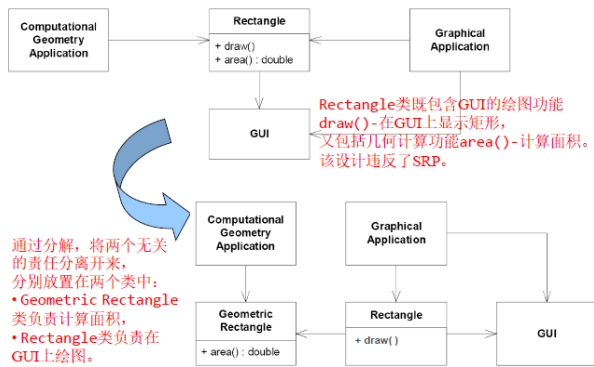 Computational
Geometry
Application
Rectangle
+ draw()
+ area() : double
Graphical
Application
GUI
Rectangle类既包含GUI的绘图功能
draw()-在GUI上显示矩形，
又包括几何计算功能area()-计算面积。
该设计违反了SRP。
通过分解，将两个无关
的责任分离开来，
分别放置在两个类中：
• Geometric Rectangle
类负责计算面积，
• Rectangle类负责在
GUI上绘图。
Computational
Geometry
Application
Graphical
Application
Geometric
Rectangle
+ area() : double
Rectangle
+ draw( )
GUI